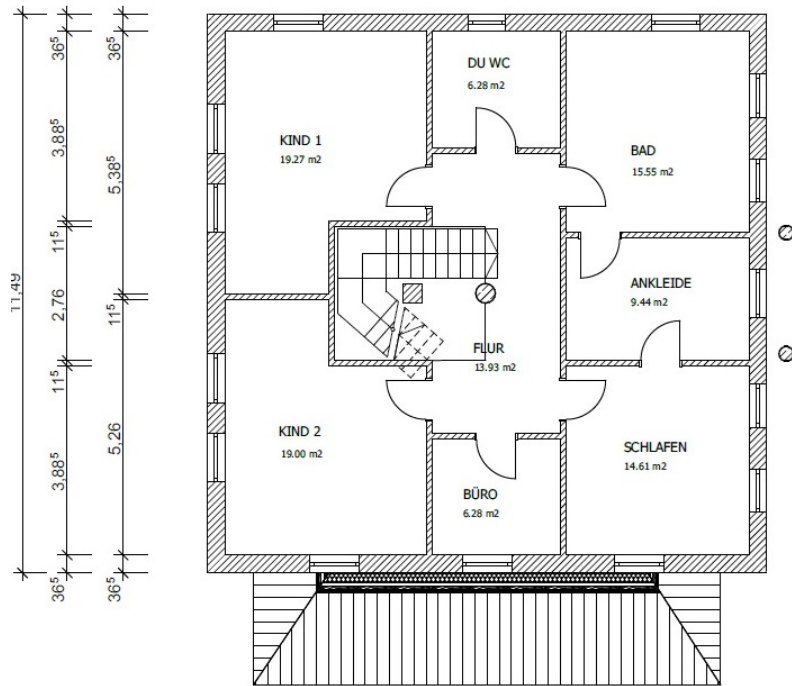 DU WC
6.28 m2
KIND 1
19.27 m2
BAD
15.55 m2
ANKLEIDE
9.44 m2
FLUR
13.93 m2
KIND 2
19.00 m2
SCHLAFEN
14.61 m2
BÜRO
6.28 m2
11,49
36⁵
3,88⁵
11⁵
2,76
11⁵
3,88⁵
36⁵
36⁵
5,38⁵
11⁵
5,26
36⁵